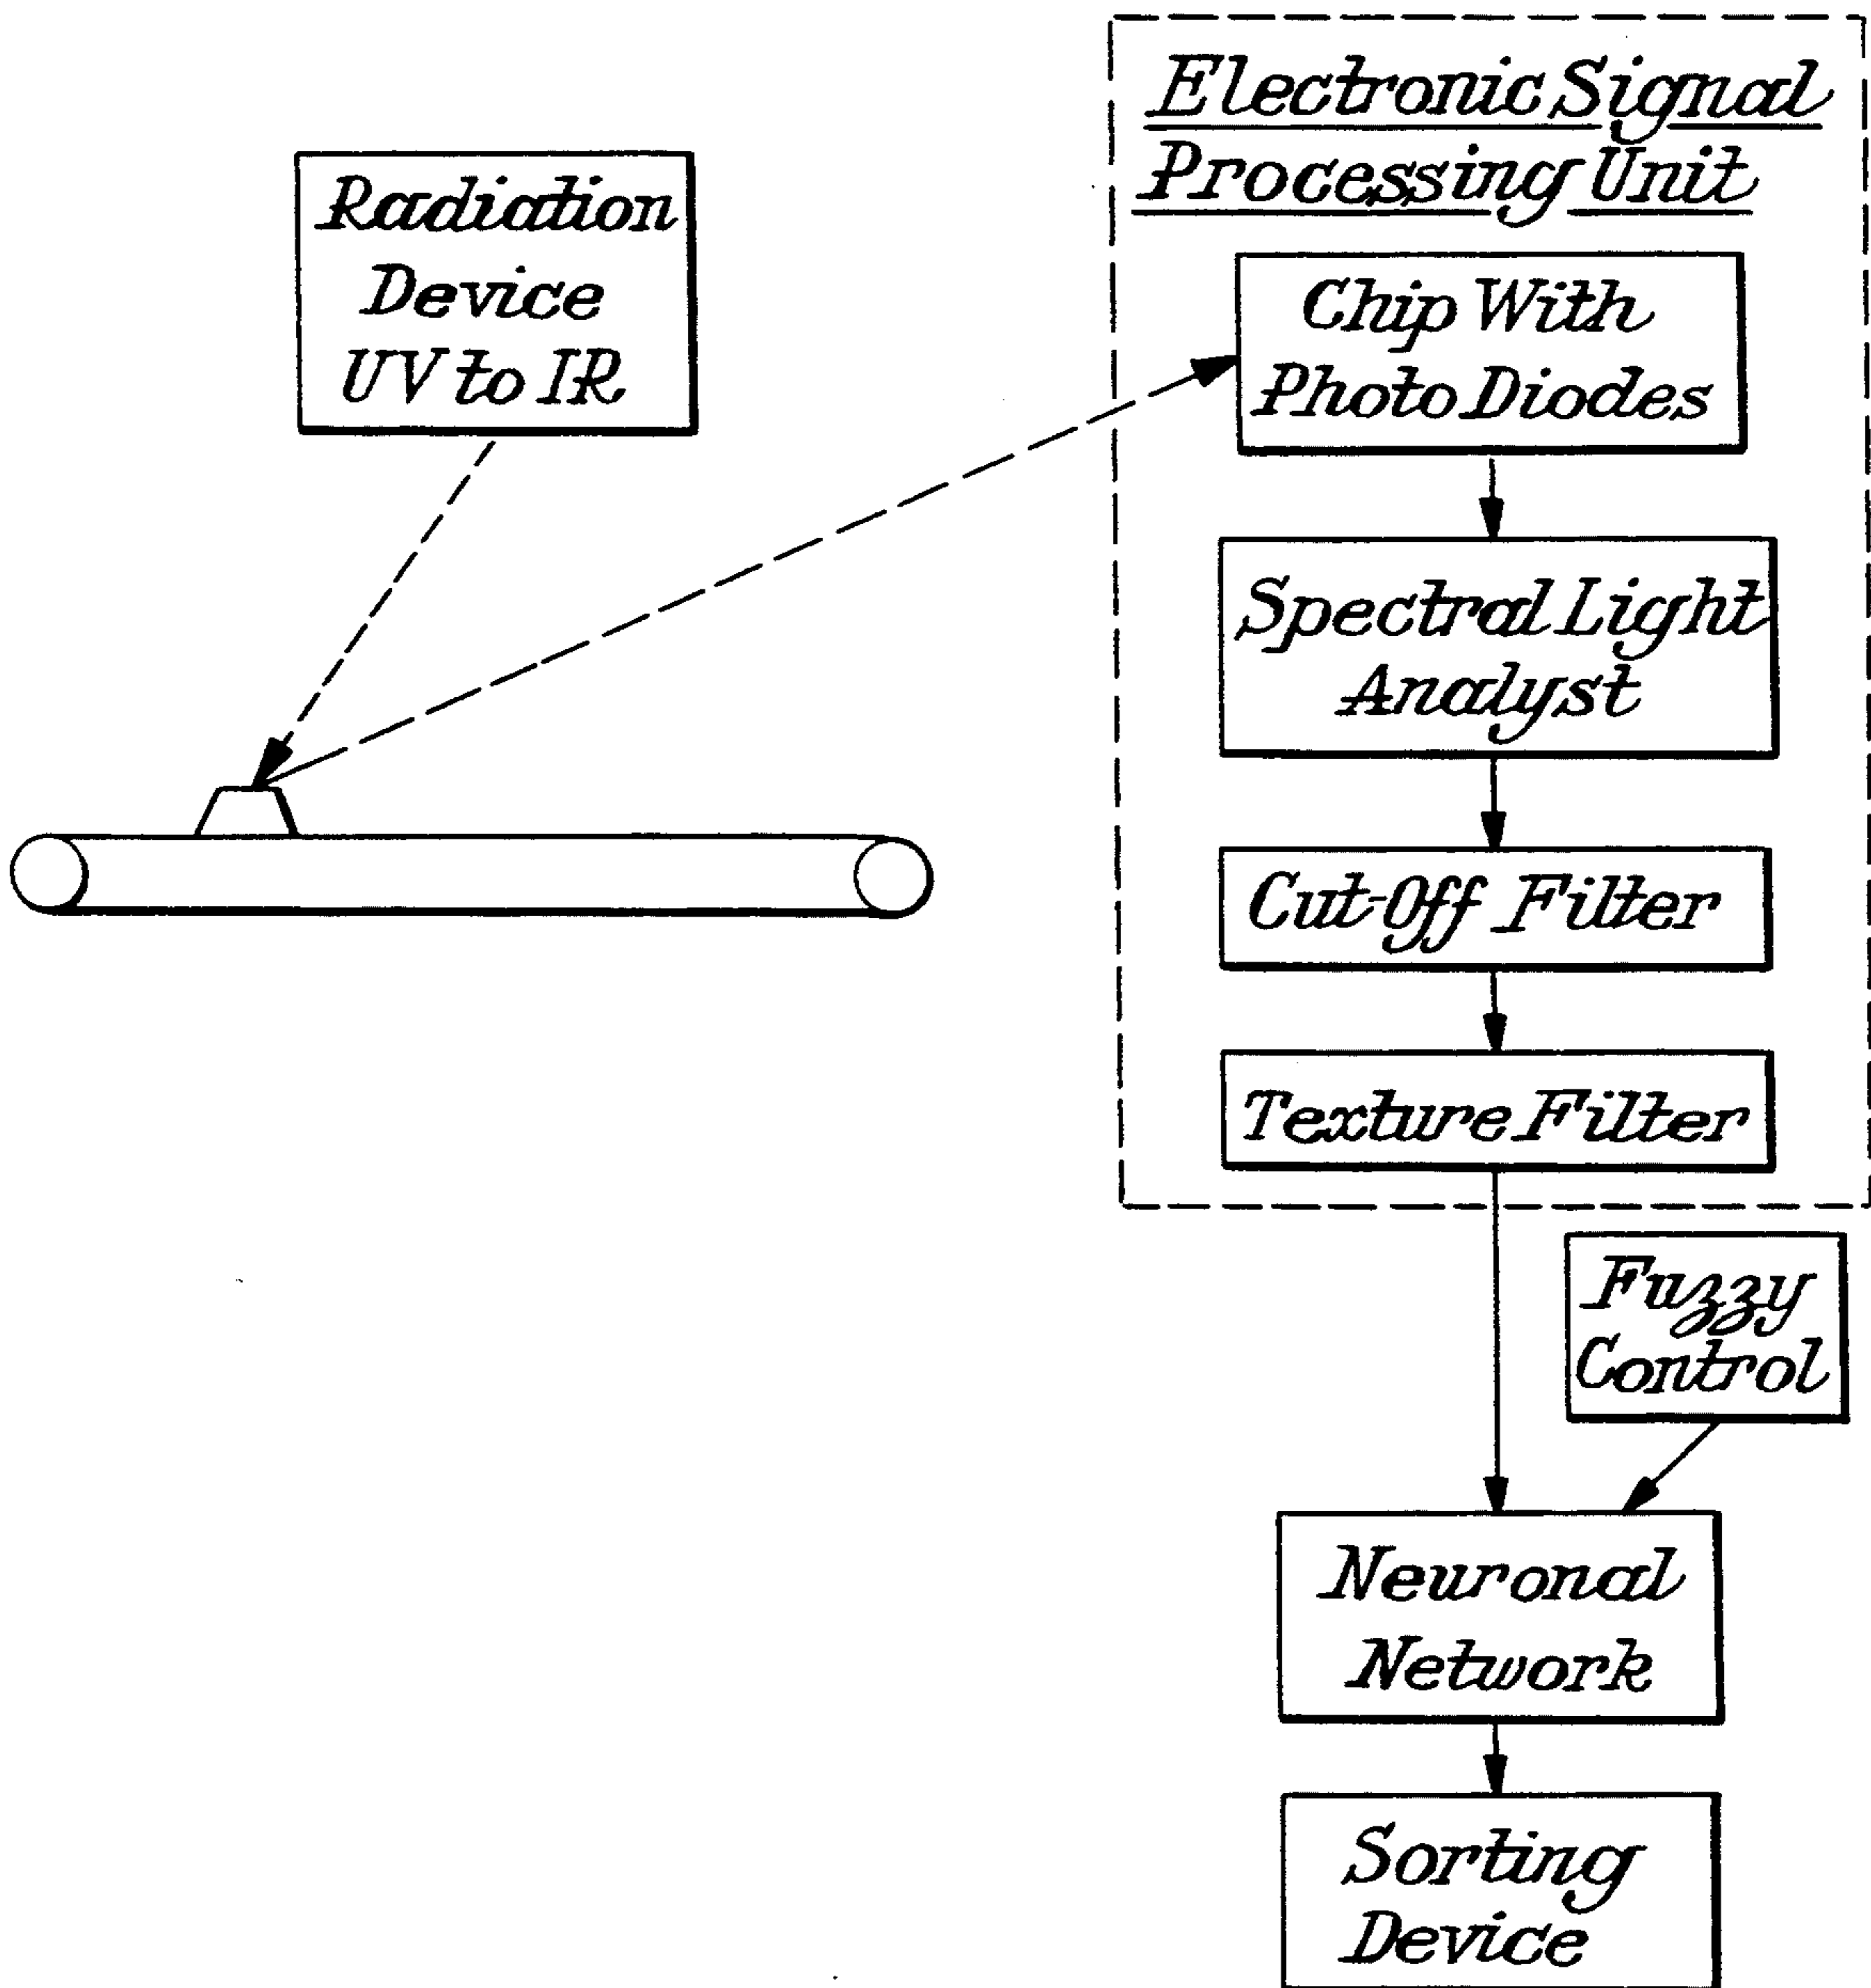 Electronic Signal
Processing Unit
Radiation
Device
UV to IR
Chip With
Photo Diodes
Spectral Light
Analyst
Cut-Off Filter
Texture Filter
Fuzzy
Control
Neuronal
Network
Sorting
Device